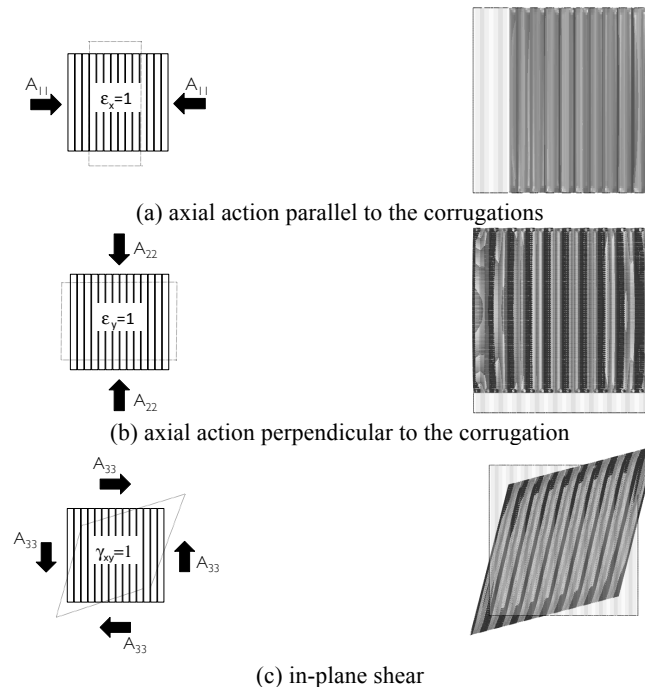 A11 εx=1 A11
(a) axial action parallel to the corrugations
A22
εy=1
A22
(b) axial action perpendicular to the corrugation
A33
A33 γxy=1 A33
A33
(c) in-plane shear